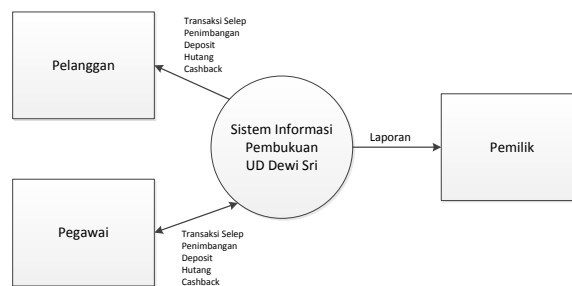 Transaksi Selep
Penimbangan
Deposit
Hutang
Cashback
Pelanggan
Sistem Informasi
Pembukuan
UD Dewi Sri
Laporan
Pemilik
Pegawai
Transaksi Selep
Penimbangan
Deposit
Hutang
Cashback